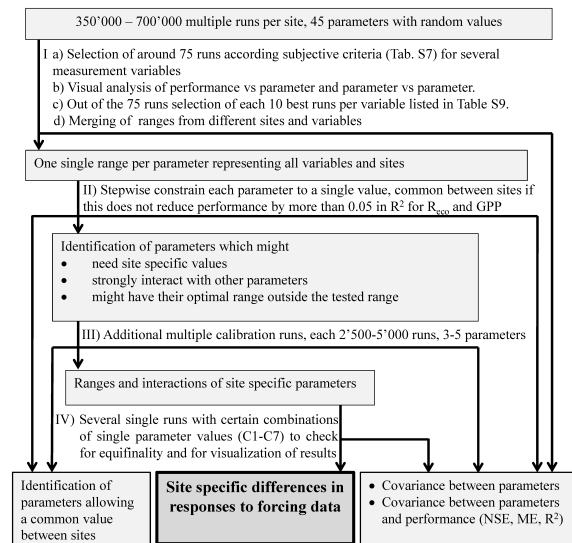 350’000 – 700’000 multiple runs per site, 45 parameters with random values
I a) Selection of around 75 runs according subjective criteria (Tab. S7) for several
measurement variables
b) Visual analysis of performance vs parameter and parameter vs parameter.
c) Out of the 75 runs selection of each 10 best runs per variable listed in Table S9.
d) Merging of ranges from different sites and variables
One single range per parameter representing all variables and sites
II) Stepwise constrain each parameter to a single value, common between sites if
this does not reduce performance by more than 0.05 in R² for Reco and GPP
Identification of parameters which might
• need site specific values
• strongly interact with other parameters
• might have their optimal range outside the tested range
III) Additional multiple calibration runs, each 2’500-5’000 runs, 3-5 parameters
Ranges and interactions of site specific parameters
IV) Several single runs with certain combinations
of single parameter values (C1-C7) to check
for equifinality and for visualization of results
Identification of
parameters allowing
a common value
between sites
Site specific differences in
responses to forcing data
• Covariance between parameters
• Covariance between parameters
and performance (NSE, ME, R²)